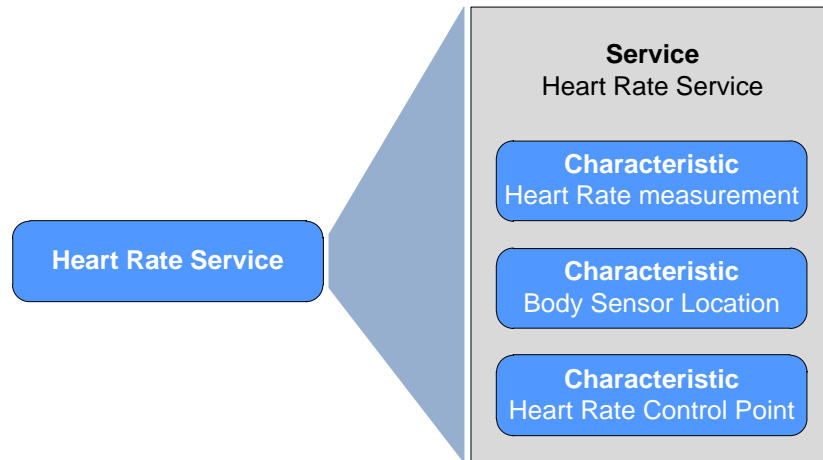 Heart Rate Service
Service
Heart Rate Service
Characteristic
Heart Rate measurement
Characteristic
Body Sensor Location
Characteristic
Heart Rate Control Point